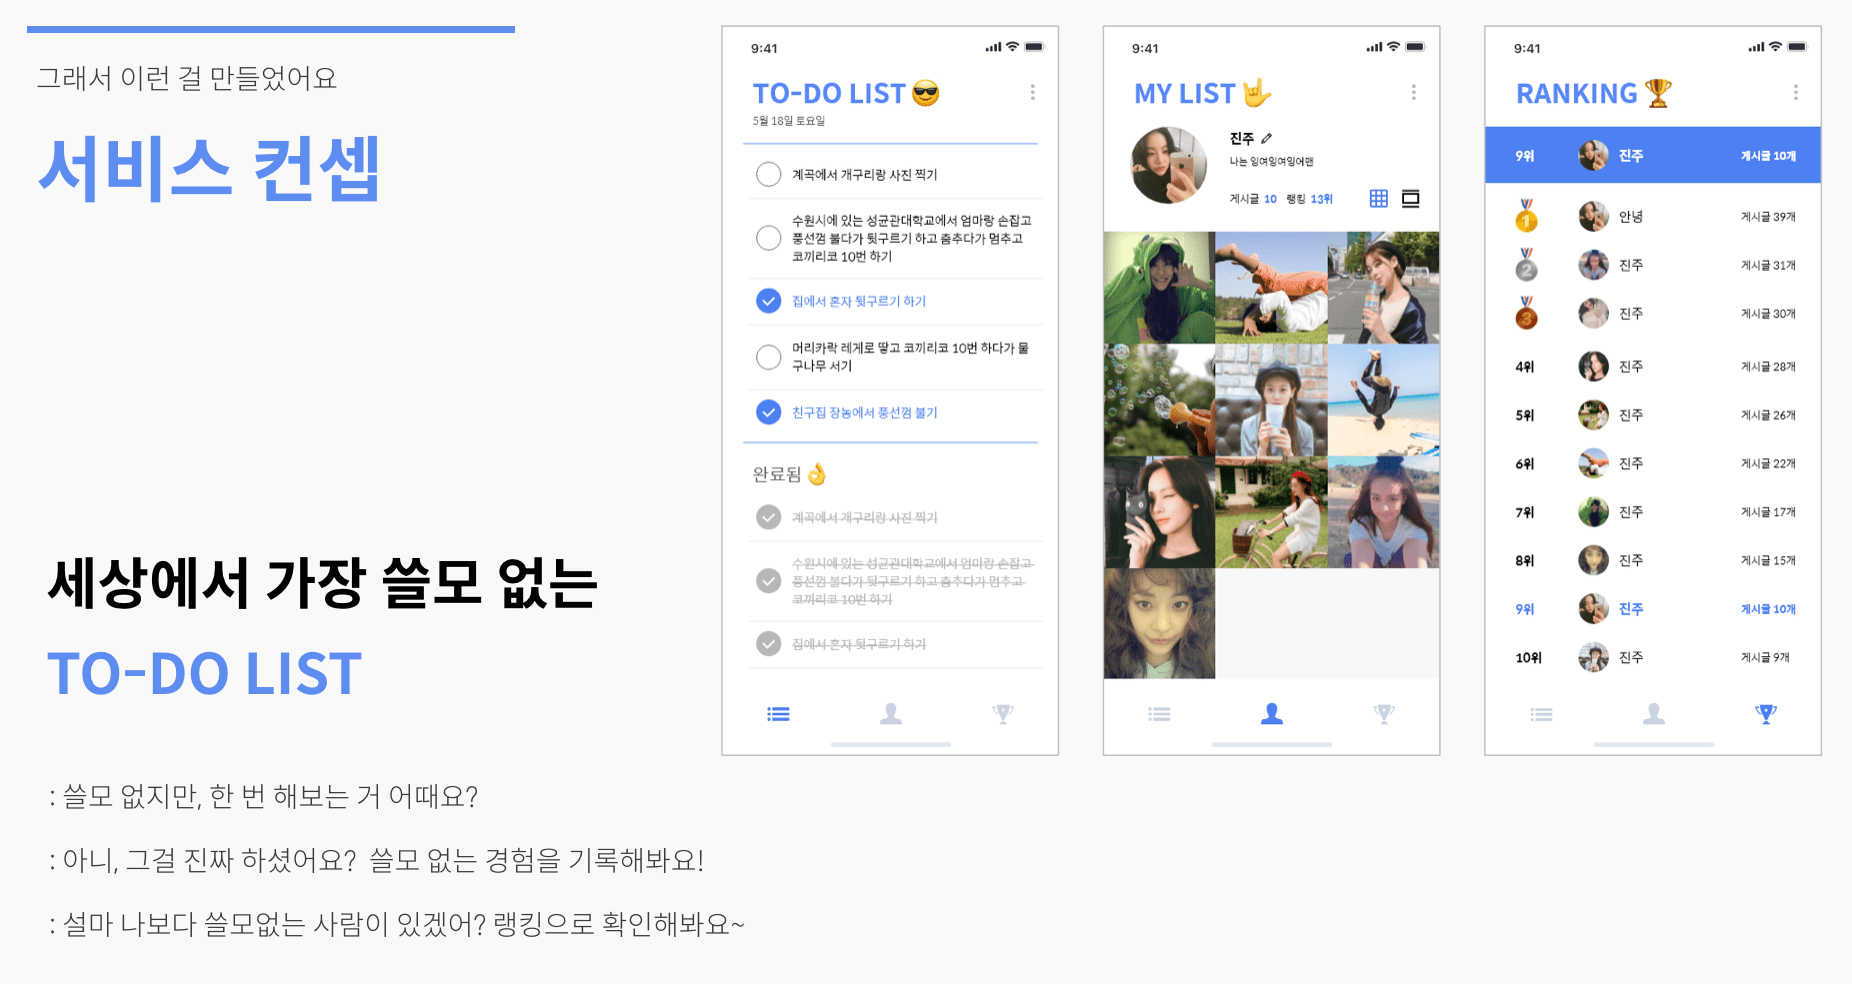 그래서 이런 걸 만들었어요
서비스 컨셉
세상에서 가장 쓸모 없는
TO-DO LIST
: 쓸모 없지만, 한 번 해보는 거 어때요?
: 아니, 그걸 진짜 하셨어요? 쓸모 없는 경험을 기록해봐요!
: 설마 나보다 쓸모없는 사람이 있겠어? 랭킹으로 확인해봐요~
9:41
TO-DO LIST
5월 18일 토요일
계곡에서 개구리랑 사진 찍기
수원시에 있는 성균관대학교에서 엄마랑 손잡고
풍선껌 불다가 뒷구르기 하고 춤추다가 멈추고
코끼리코 10번 하기
집에서 혼자 뒷구르기 하기
머리카락 레게로 땋고 코끼리코 10번 하다가 물
구나무 서기
친구집 장농에서 풍선껌 불기
완료됨
계곡에서 개구리랑 사진 찍기
수원시에 있는 성균관대학교에서 엄마랑 손잡고
풍선껌 불다가 뒷구르기 하고 춤추다가 멈추고
코끼리코 10번 하기
집에서 혼자 뒷구르기 하기
9:41
MY LIST
진주
나는 잉여잉여잉어맨
게시글 10 랭킹 13위
9:41
RANKING
9위 진주 게시글 10개
1 안녕 게시글 39개
2 진주 게시글 31개
3 진주 게시글 30개
4위 진주 게시글 28개
5위 진주 게시글 26개
6위 진주 게시글 22개
7위 진주 게시글 17개
8위 진주 게시글 15개
9위 진주 게시글 10개
10위 진주 게시글 9개